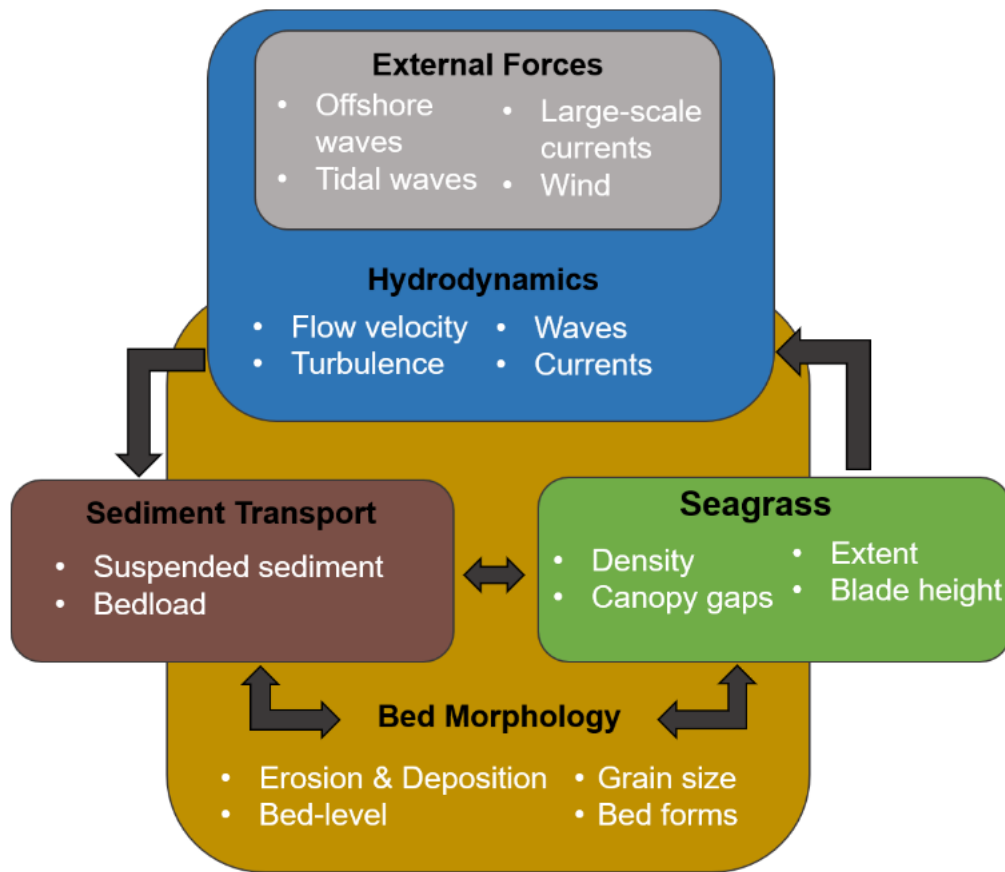 External Forces
• Offshore
waves
• Tidal waves
• Large-scale
currents
• Wind
Hydrodynamics
• Flow velocity
• Turbulence
• Waves
• Currents
Sediment Transport
• Suspended sediment
• Bedload
Seagrass
• Density
• Canopy gaps
• Extent
• Blade height
Bed Morphology
• Erosion & Deposition
• Bed-level
• Grain size
• Bed forms